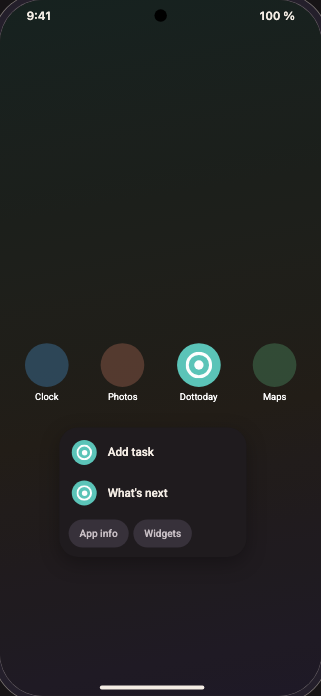 9:41 100 %
Clock Photos Dottoday Maps
Add task
What's next
App info Widgets